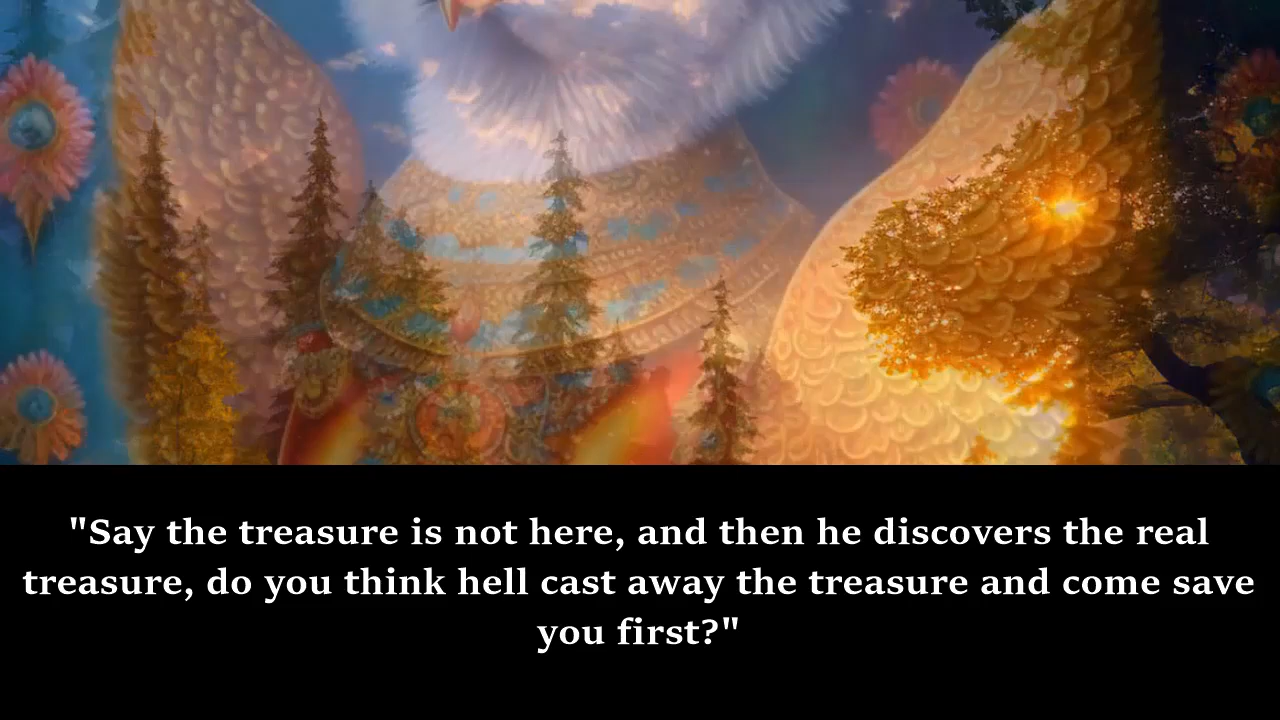 "Say the treasure is not here, and then he discovers the real
treasure, do you think hell cast away the treasure and come save
you first?"